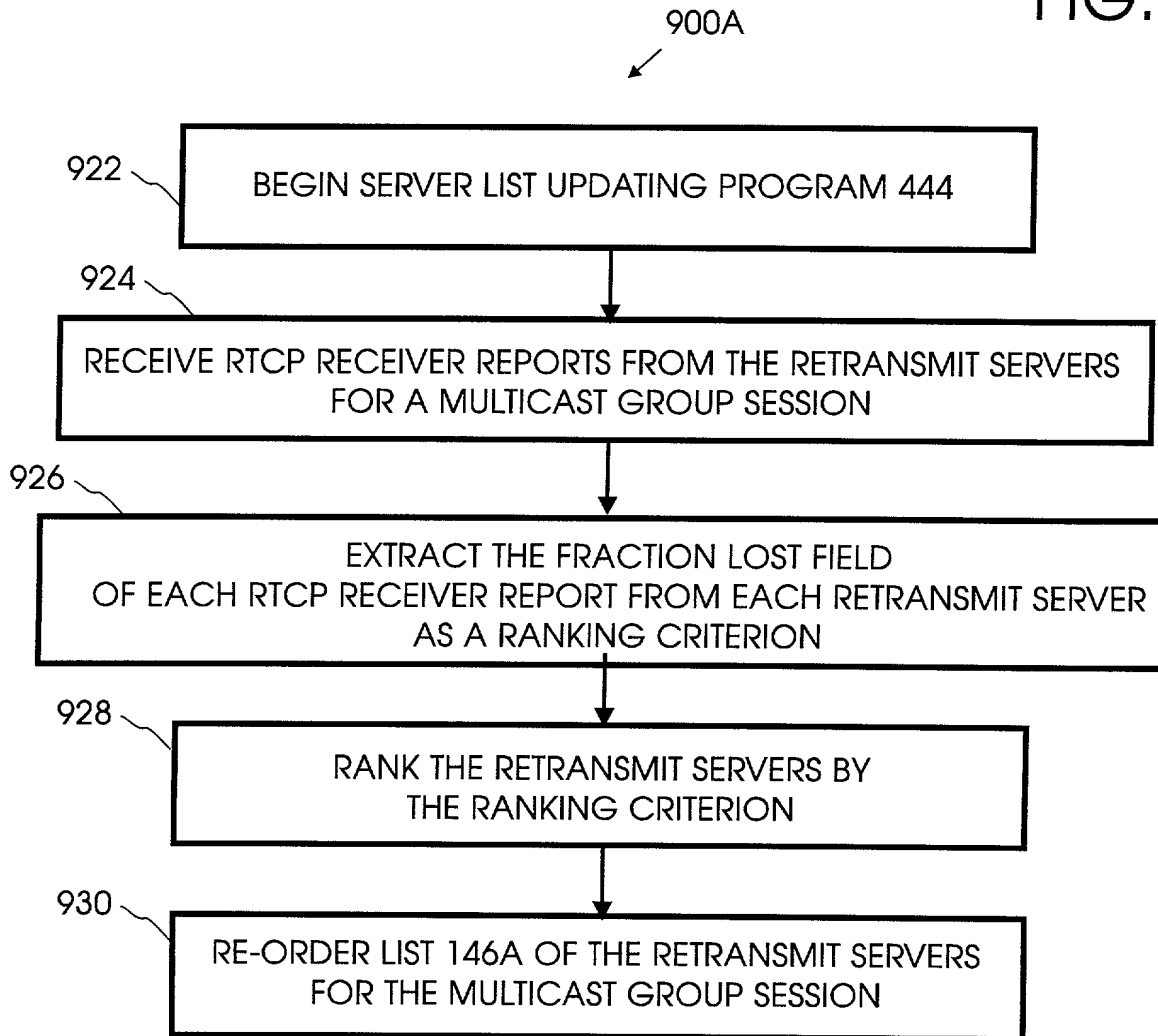 FIG.
900A
922
BEGIN SERVER LIST UPDATING PROGRAM 444
924
RECEIVE RTCP RECEIVER REPORTS FROM THE RETRANSMIT SERVERS
FOR A MULTICAST GROUP SESSION
926
EXTRACT THE FRACTION LOST FIELD
OF EACH RTCP RECEIVER REPORT FROM EACH RETRANSMIT SERVER
AS A RANKING CRITERION
928
RANK THE RETRANSMIT SERVERS BY
THE RANKING CRITERION
930
RE-ORDER LIST 146A OF THE RETRANSMIT SERVERS
FOR THE MULTICAST GROUP SESSION